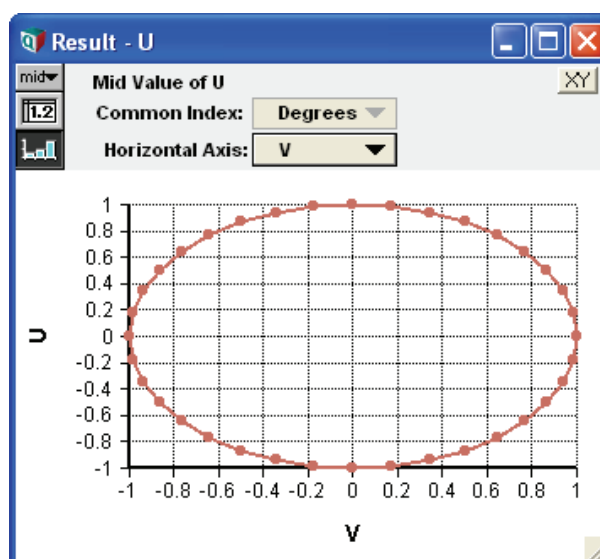 Result - U
mid
Mid Value of U
XY
1.2
Common Index: Degrees
Horizontal Axis: V
1
0.8
0.6
0.4
0.2
0
-0.2
-0.4
-0.6
-0.8
-1
U
-1 -0.8 -0.6 -0.4 -0.2 0 0.2 0.4 0.6 0.8 1
V